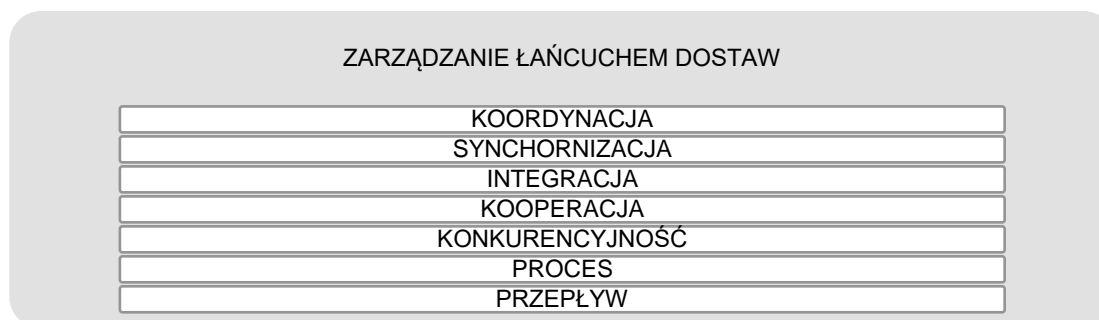 ZARZĄDZANIE ŁAŃCUCHEM DOSTAW
KOORDYNACJA
SYNCHORNIZACJA
INTEGRACJA
KOOPERACJA
KONKURENCYJNOŚĆ
PROCES
PRZEPŁYW